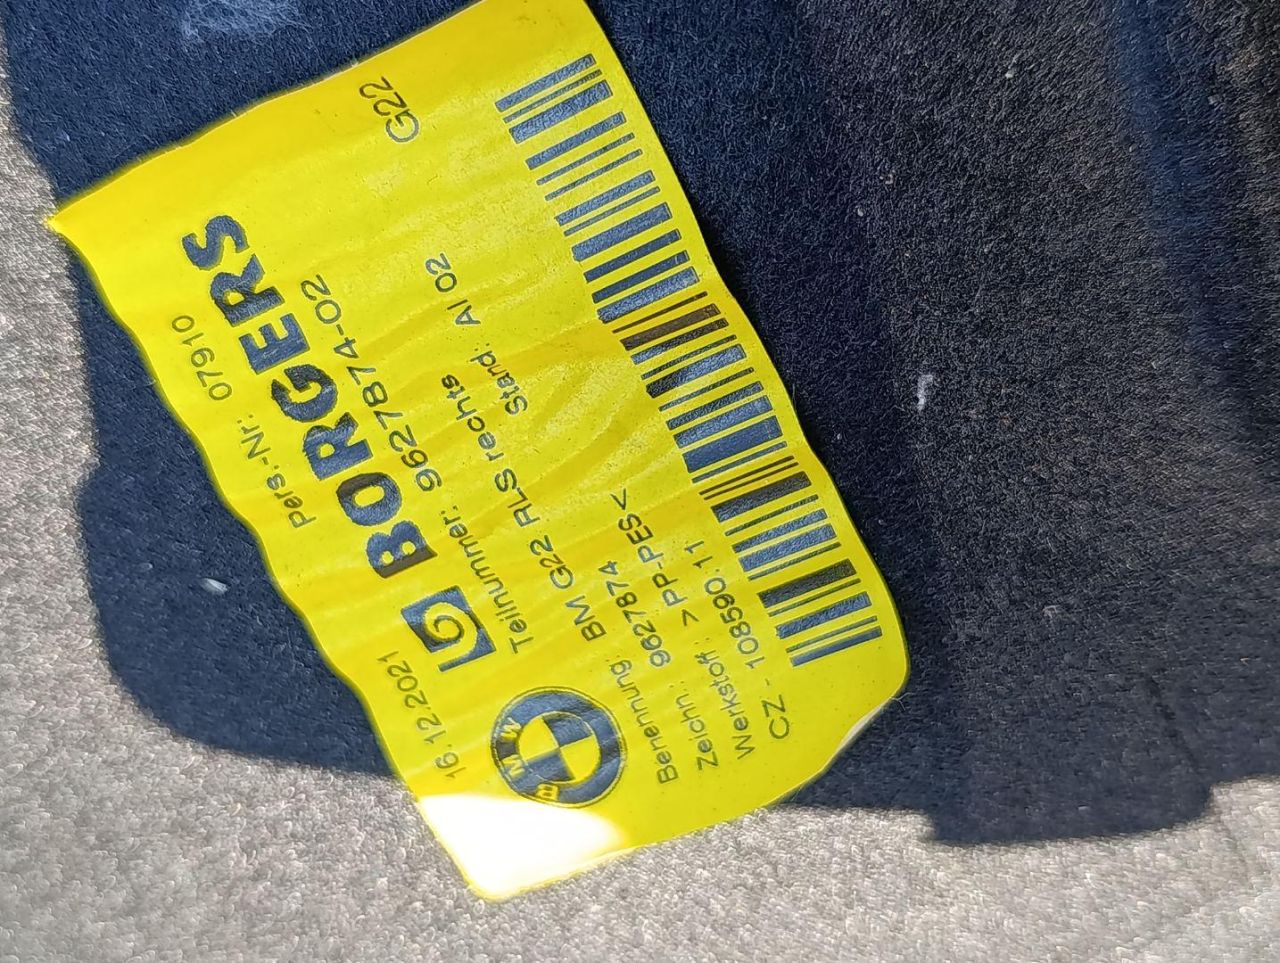 16.12.2021 Pers.-Nr.: 07910
BORGERS
BMW
Teilnummer: 9627874-02 G22
Benennung: BM G22 RLS rechts
Zeichn.: 9627874 Stand: AI 02
Werkstoff: >PP-PES<
CZ - 108590.11